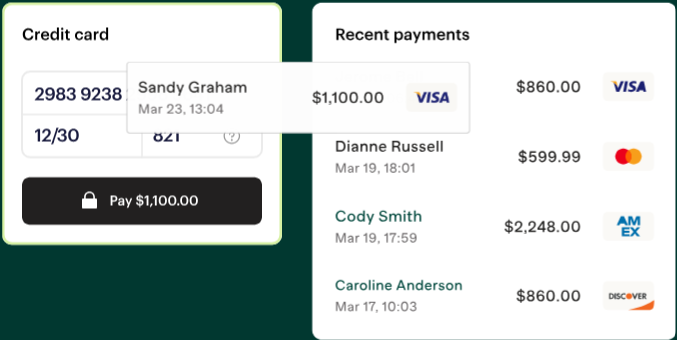 Credit card
2983 9238
12/30
821
?
Pay $1,100.00
Sandy Graham
Mar 23, 13:04
$1,100.00
VISA
Recent payments
$860.00
VISA
Dianne Russell
Mar 19, 18:01
$599.99
Cody Smith
Mar 19, 17:59
$2,248.00
AM
EX
Caroline Anderson
Mar 17, 10:03
$860.00
DISCOVER